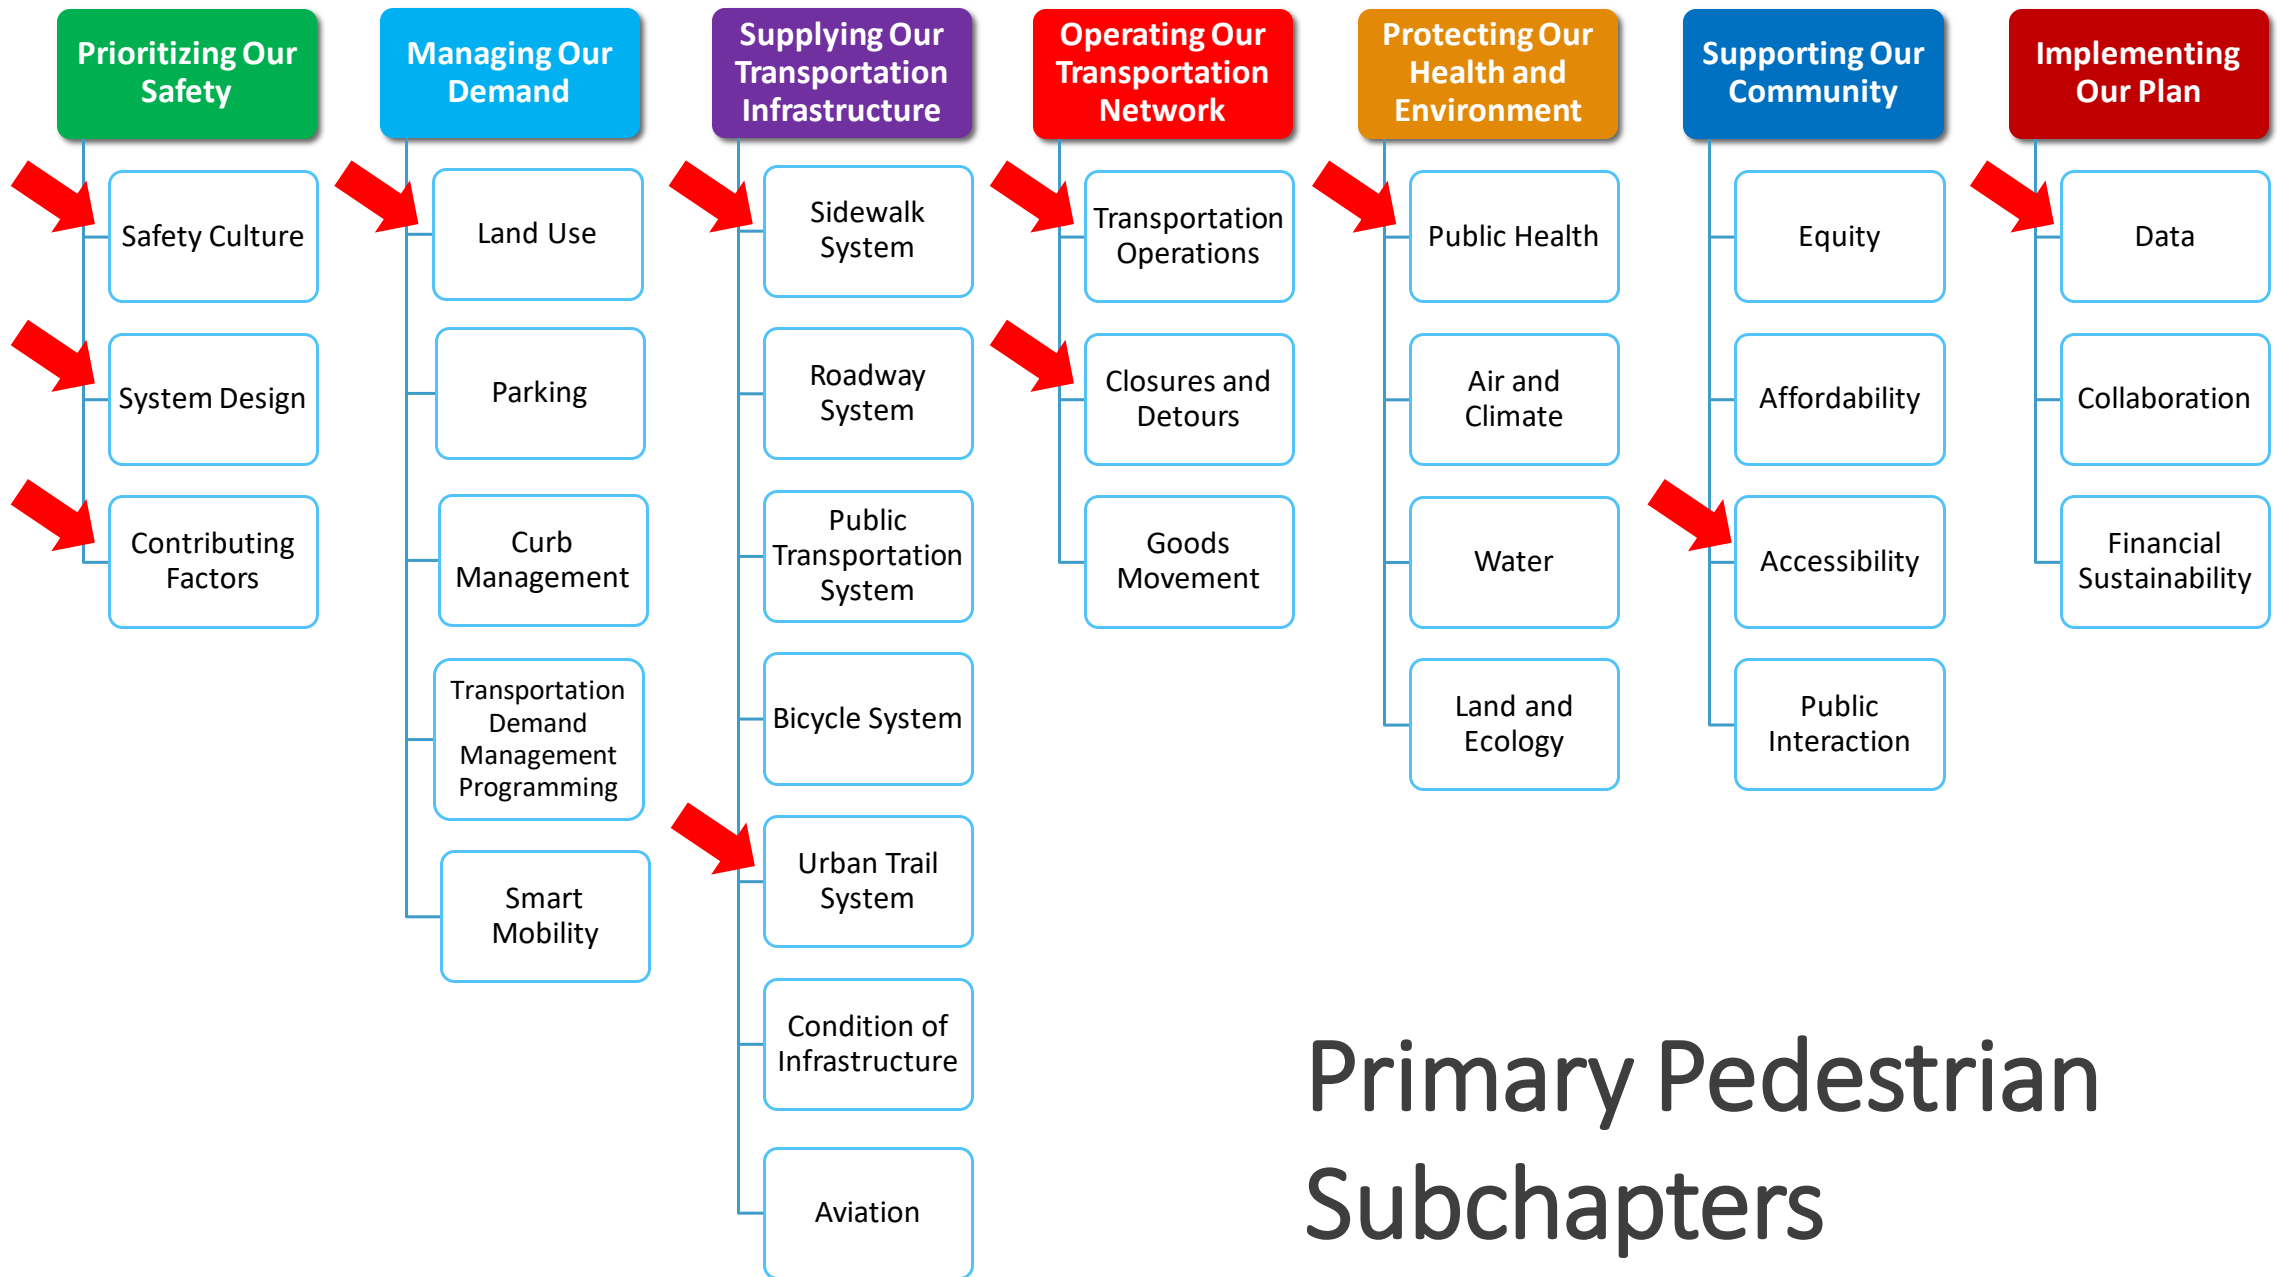 Prioritizing Our
Safety
Safety Culture
System Design
Contributing
Factors
Managing Our
Demand
Land Use
Parking
Curb
Management
Transportation
Demand
Management
Programming
Smart
Mobility
Supplying Our
Transportation
Infrastructure
Sidewalk
System
Roadway
System
Public
Transportation
System
Bicycle System
Urban Trail
System
Condition of
Infrastructure
Aviation
Operating Our
Transportation
Network
Transportation
Operations
Closures and
Detours
Goods
Movement
Protecting Our
Health and
Environment
Public Health
Air and
Climate
Water
Land and
Ecology
Supporting Our
Community
Equity
Affordability
Accessibility
Public
Interaction
Implementing
Our Plan
Data
Collaboration
Financial
Sustainability
Primary Pedestrian
Subchapters